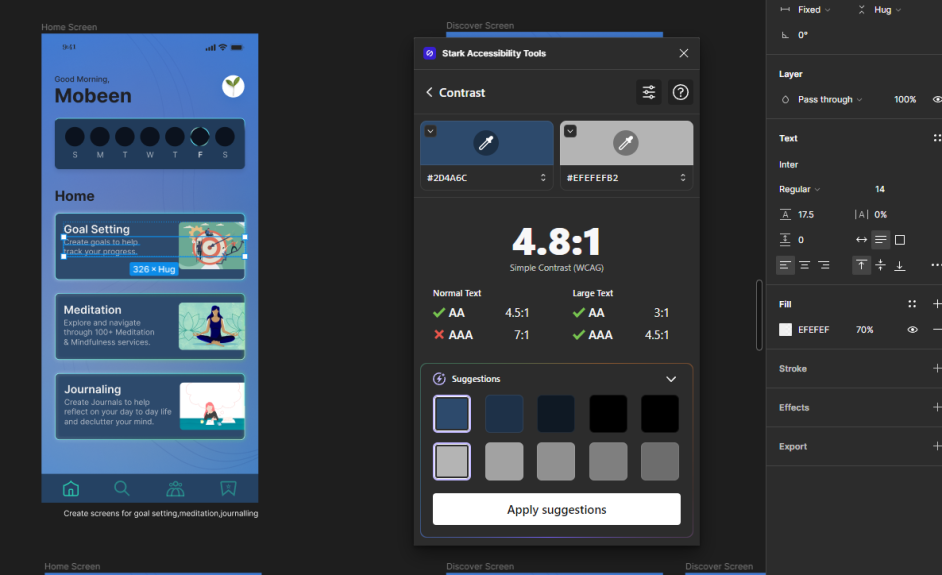 Home Screen
9:41
Good Morning,
Mobeen
S M T W T F S
Home
Goal Setting
Create goals to help,
track your progress.
326 × Hug
Meditation
Explore and navigate
through 100+ Meditation
& Mindfulness services.
Journaling
Create Journals to help
reflect on your day to day life
and declutter your mind.
Create screens for goal setting,meditation,journalling
Home Screen
Discover Screen
Stark Accessibility Tools
Contrast
#2D4A6C
#EFEFEFB2
4.8:1
Simple Contrast (WCAG)
Normal Text
Large Text
AA 4.5:1
AA 3:1
AAA 7:1
AAA 4.5:1
Suggestions
Apply suggestions
Discover Screen
Discover Screen
Fixed
Hug
0°
Layer
Pass through
100%
Text
Inter
Regular
14
17.5
|A| 0%
0
Fill
EFEFEF
70%
Stroke
Effects
Export